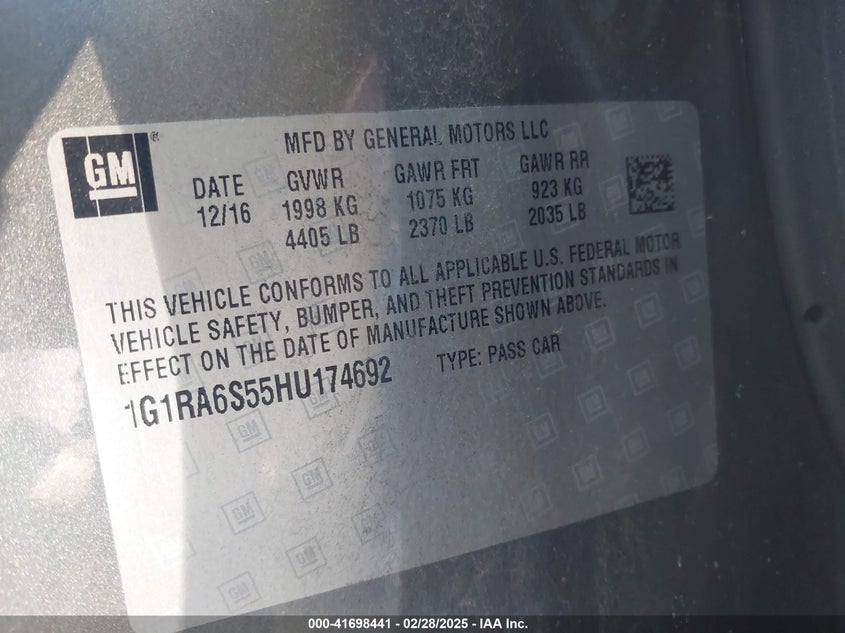 GM®
MFD BY GENERAL MOTORS LLC
DATE GVWR GAWR FRT GAWR RR
12/16 1998 KG 1075 KG 923 KG
4405 LB 2370 LB 2035 LB
THIS VEHICLE CONFORMS TO ALL APPLICABLE U.S. FEDERAL MOTOR
VEHICLE SAFETY, BUMPER, AND THEFT PREVENTION STANDARDS IN
EFFECT ON THE DATE OF MANUFACTURE SHOWN ABOVE.
1G1RA6S55HU174692 TYPE: PASS CAR
000-41698441 - 02/28/2025 - IAA Inc.